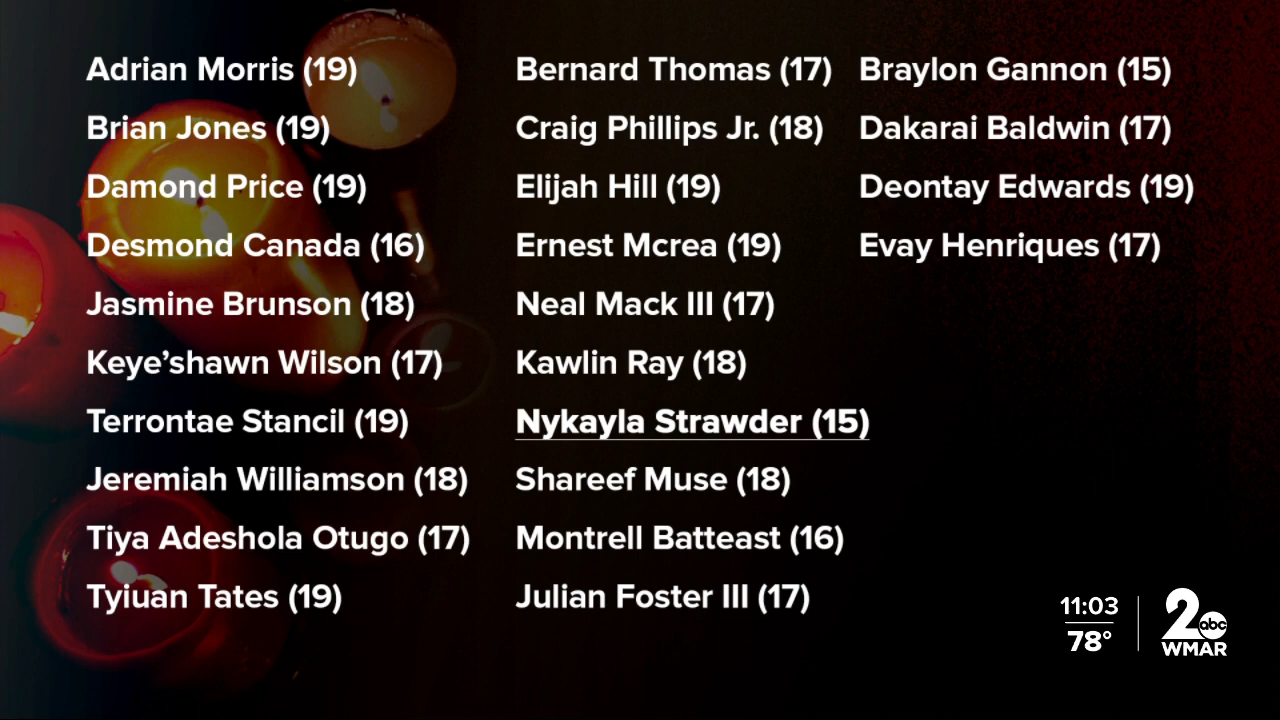 Adrian Morris (19)
Brian Jones (19)
Damond Price (19)
Desmond Canada (16)
Jasmine Brunson (18)
Keye’shawn Wilson (17)
Terrontae Stancil (19)
Jeremiah Williamson (18)
Tiya Adeshola Otugo (17)
Tyiuan Tates (19)
Bernard Thomas (17)
Craig Phillips Jr. (18)
Elijah Hill (19)
Ernest Mcrea (19)
Neal Mack III (17)
Kawlin Ray (18)
Nykayla Strawder (15)
Shareef Muse (18)
Montrell Batteast (16)
Julian Foster III (17)
Braylon Gannon (15)
Dakarai Baldwin (17)
Deontay Edwards (19)
Evay Henriques (17)
11:03
78°
2 abc
WMAR